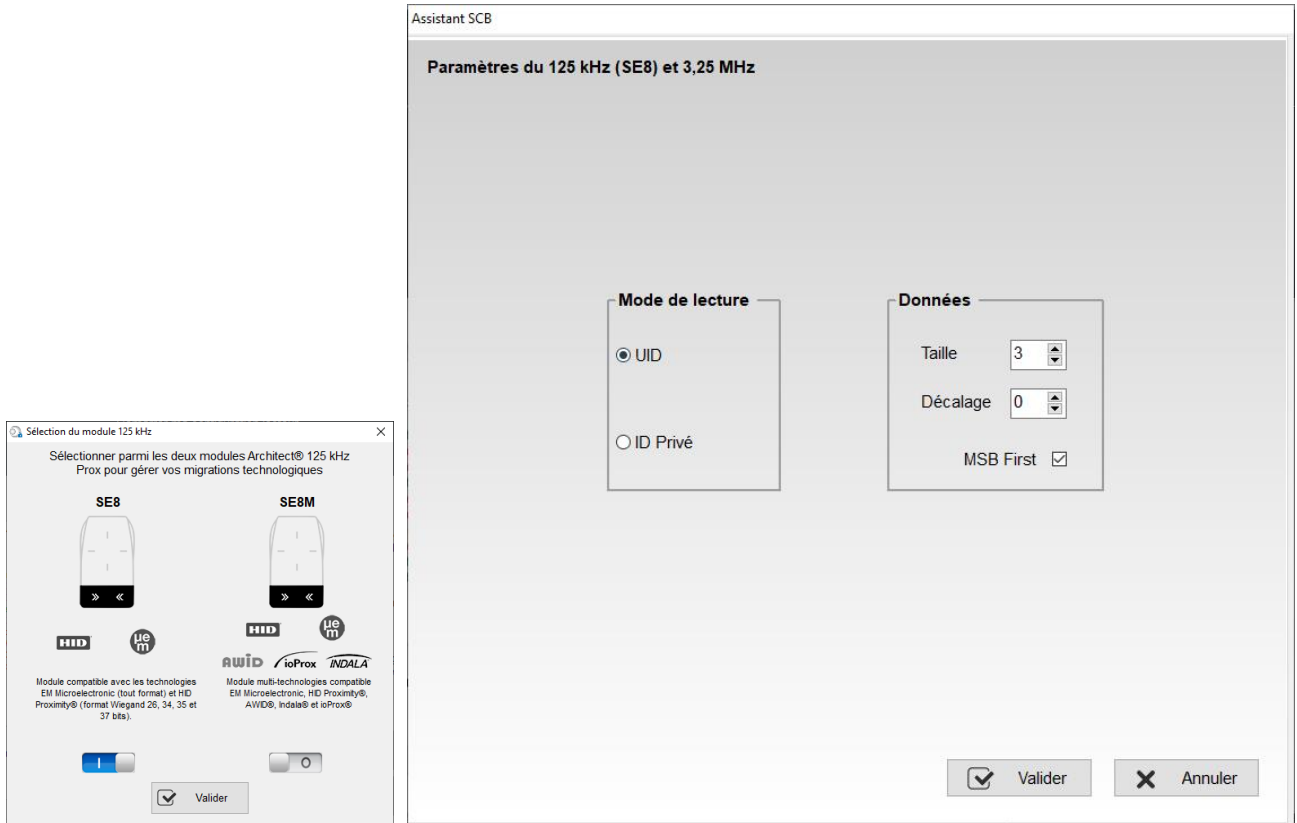 Assistant SCB
Paramètres du 125 kHz (SE8) et 3,25 MHz
Mode de lecture
UID
ID Privé
Données
Taille 3
Décalage 0
MSB First
Valider
Annuler
Sélection du module 125 kHz
Sélectionner parmi les deux modules Architect® 125 kHz
Prox pour gérer vos migrations technologiques
SE8
SE8M
HID
µem
HID
µem
AWiD ioProx INDALA
Module compatible avec les technologies
EM Microelectronic (tout format) et HID
Proximity® (format Wiegand 26, 34, 35 et
37 bits).
Module multi-technologies compatible
EM Microelectronic, HID Proximity®,
AWID®, Indala® et ioProx®
I
O
Valider